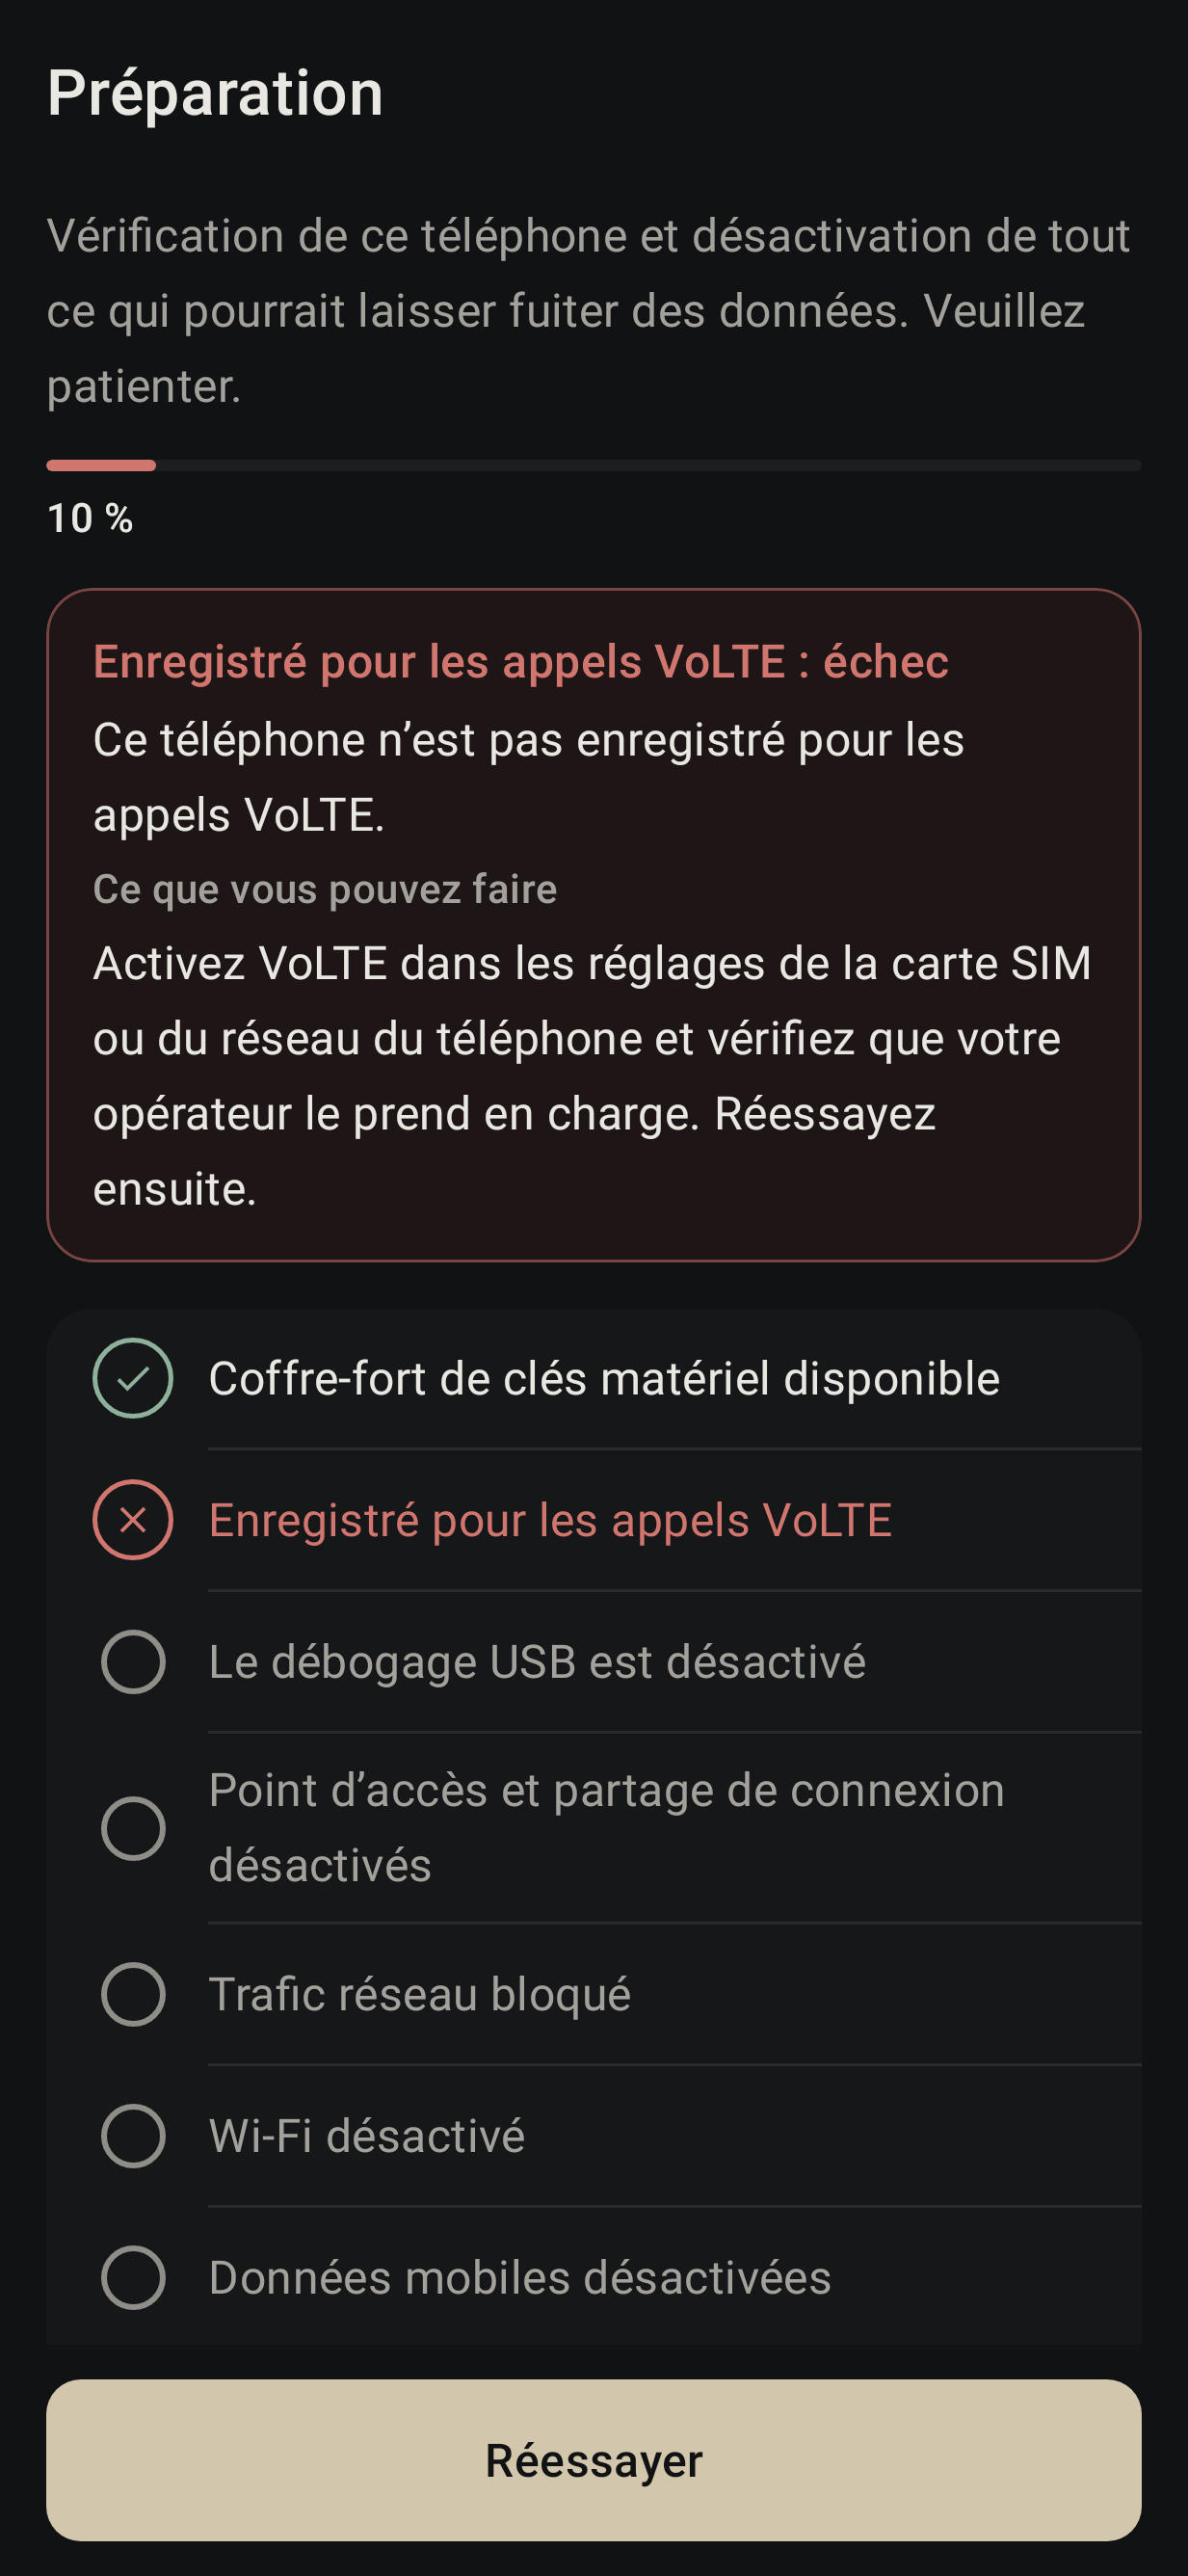 Préparation
Vérification de ce téléphone et désactivation de tout
ce qui pourrait laisser fuiter des données. Veuillez
patienter.
10 %
Enregistré pour les appels VoLTE : échec
Ce téléphone n’est pas enregistré pour les
appels VoLTE.
Ce que vous pouvez faire
Activez VoLTE dans les réglages de la carte SIM
ou du réseau du téléphone et vérifiez que votre
opérateur le prend en charge. Réessayez
ensuite.
Coffre-fort de clés matériel disponible
Enregistré pour les appels VoLTE
Le débogage USB est désactivé
Point d’accès et partage de connexion
désactivés
Trafic réseau bloqué
Wi-Fi désactivé
Données mobiles désactivées
Réessayer